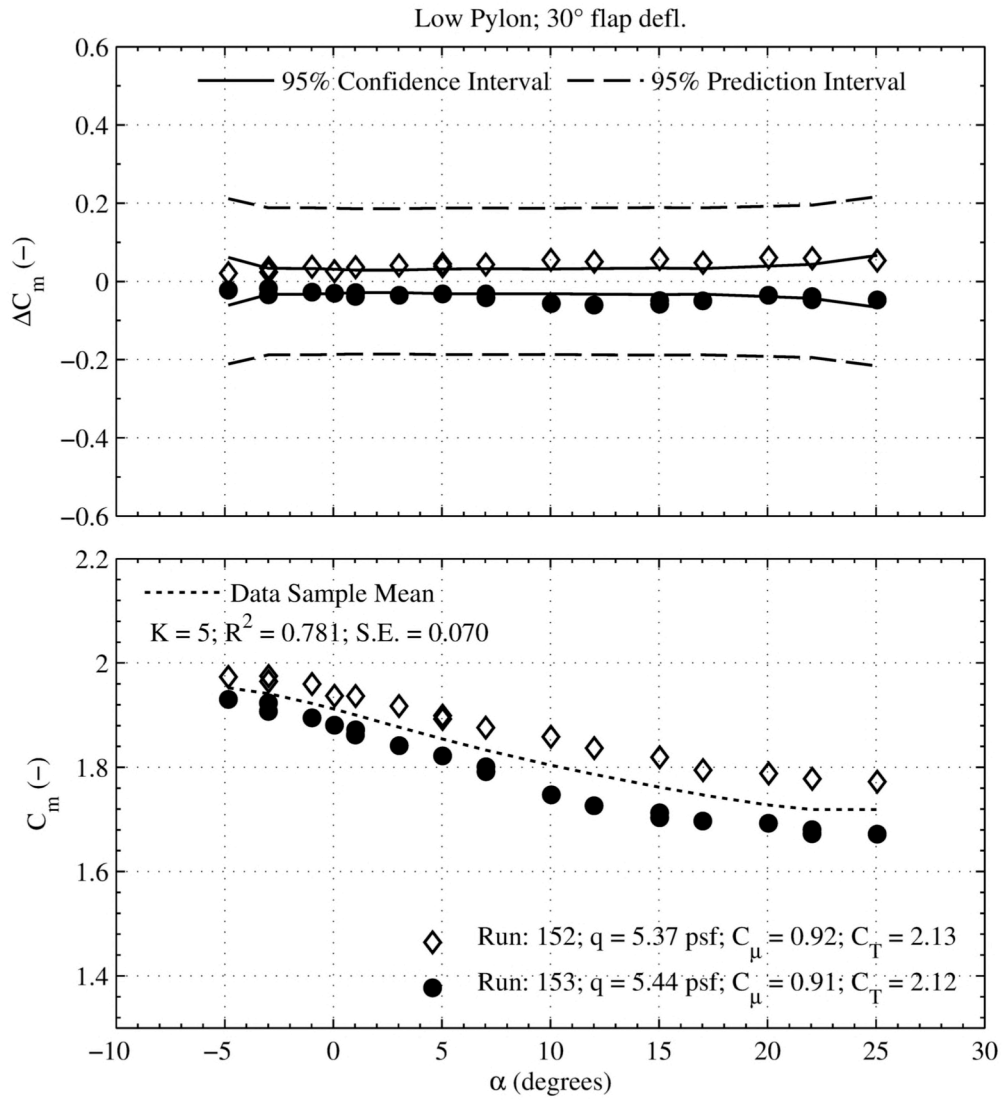 Low Pylon; 30° flap defl.
0.6
95% Confidence Interval
95% Prediction Interval
0.4
0.2
0
−0.2
−0.4
−0.6
ΔC_m (−)
2.2
Data Sample Mean
K = 5; R^2 = 0.781; S.E. = 0.070
2
1.8
1.6
1.4
C_m (−)
Run: 152; q = 5.37 psf; C_μ = 0.92; C_T = 2.13
Run: 153; q = 5.44 psf; C_μ = 0.91; C_T = 2.12
−10 −5 0 5 10 15 20 25 30
α (degrees)